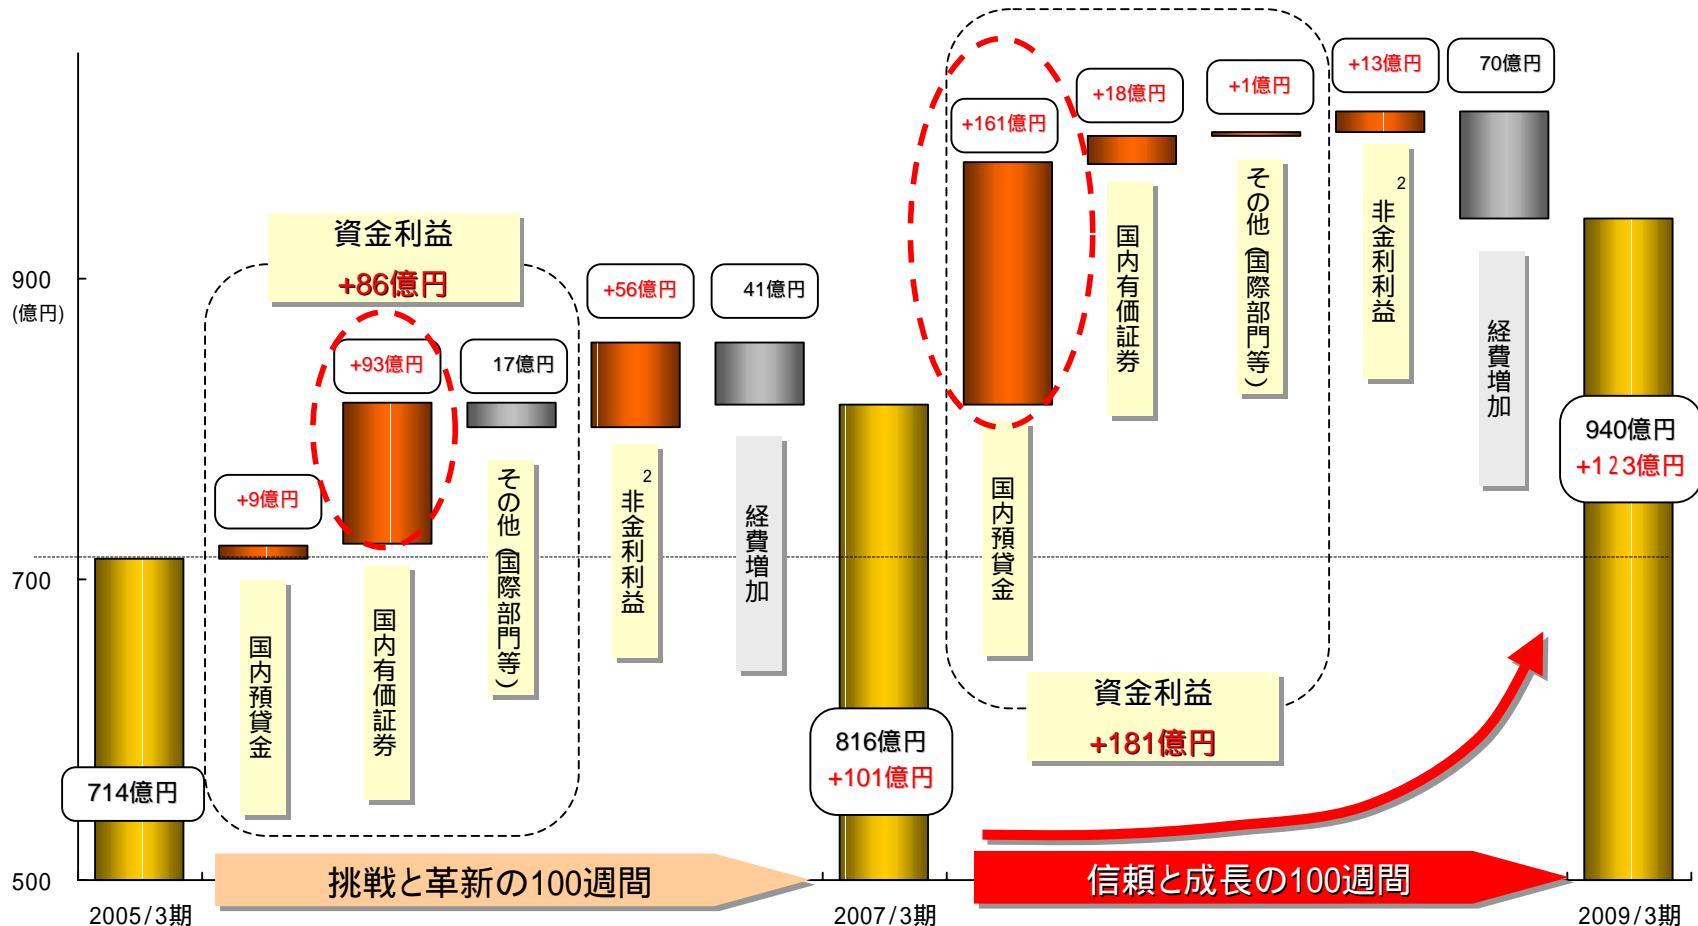 900
(億円)
700
500
714億円
2005/3期
資金利益
+86億円
+9億円
国内預貸金
+93億円
国内有価証券
17億円
その他(国際部門等)
+56億円
2
非金利利益
41億円
経費増加
挑戦と革新の100週間
816億円
+101億円
2007/3期
+161億円
国内預貸金
+18億円
国内有価証券
+1億円
その他(国際部門等)
資金利益
+181億円
+13億円
2
非金利利益
70億円
経費増加
信頼と成長の100週間
940億円
+123億円
2009/3期